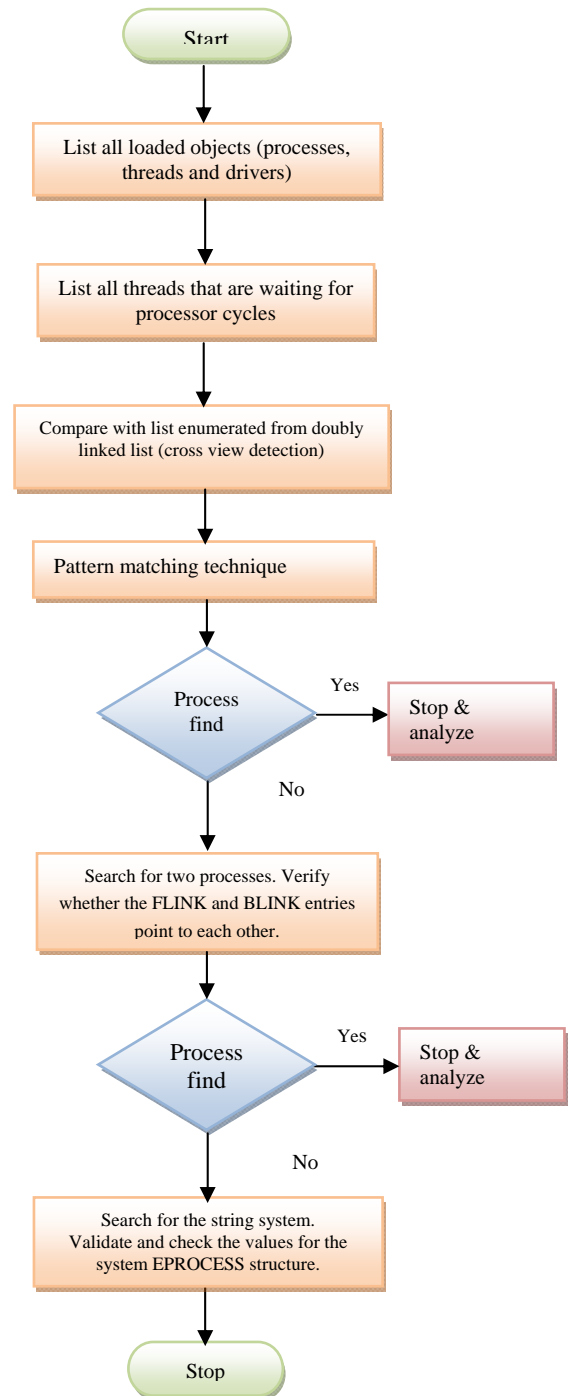 Start
List all loaded objects (processes,
threads and drivers)
List all threads that are waiting for
processor cycles
Compare with list enumerated from doubly
linked list (cross view detection)
Pattern matching technique
Process
find
Yes
Stop &
analyze
No
Search for two processes. Verify
whether the FLINK and BLINK entries
point to each other.
Process
find
Yes
Stop &
analyze
No
Search for the string system.
Validate and check the values for the
system EPROCESS structure.
Stop